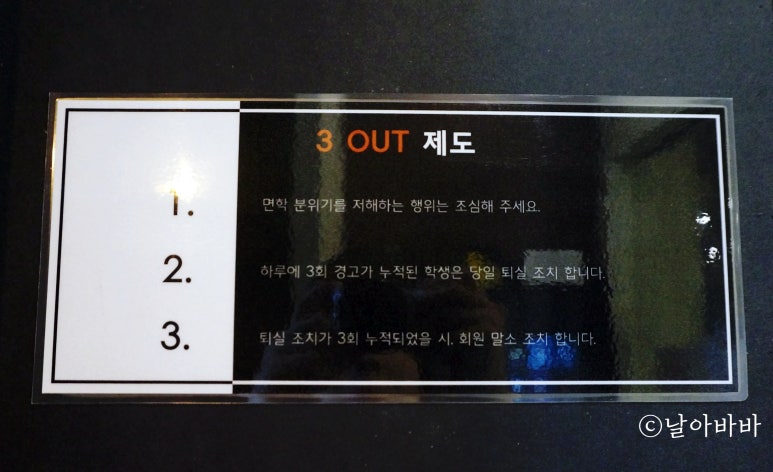 3 OUT 제도
1. 면학 분위기를 저해하는 행위는 조심해 주세요.
2. 하루에 3회 경고가 누적된 학생은 당일 퇴실 조치 합니다.
3. 퇴실 조치가 3회 누적되었을 시, 회원 말소 조치 합니다.
©날아바바